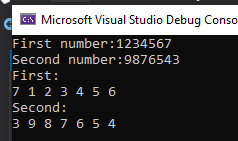 Microsoft Visual Studio Debug Conso
First number:1234567
Second number:9876543
First:
7 1 2 3 4 5 6
Second:
3 9 8 7 6 5 4